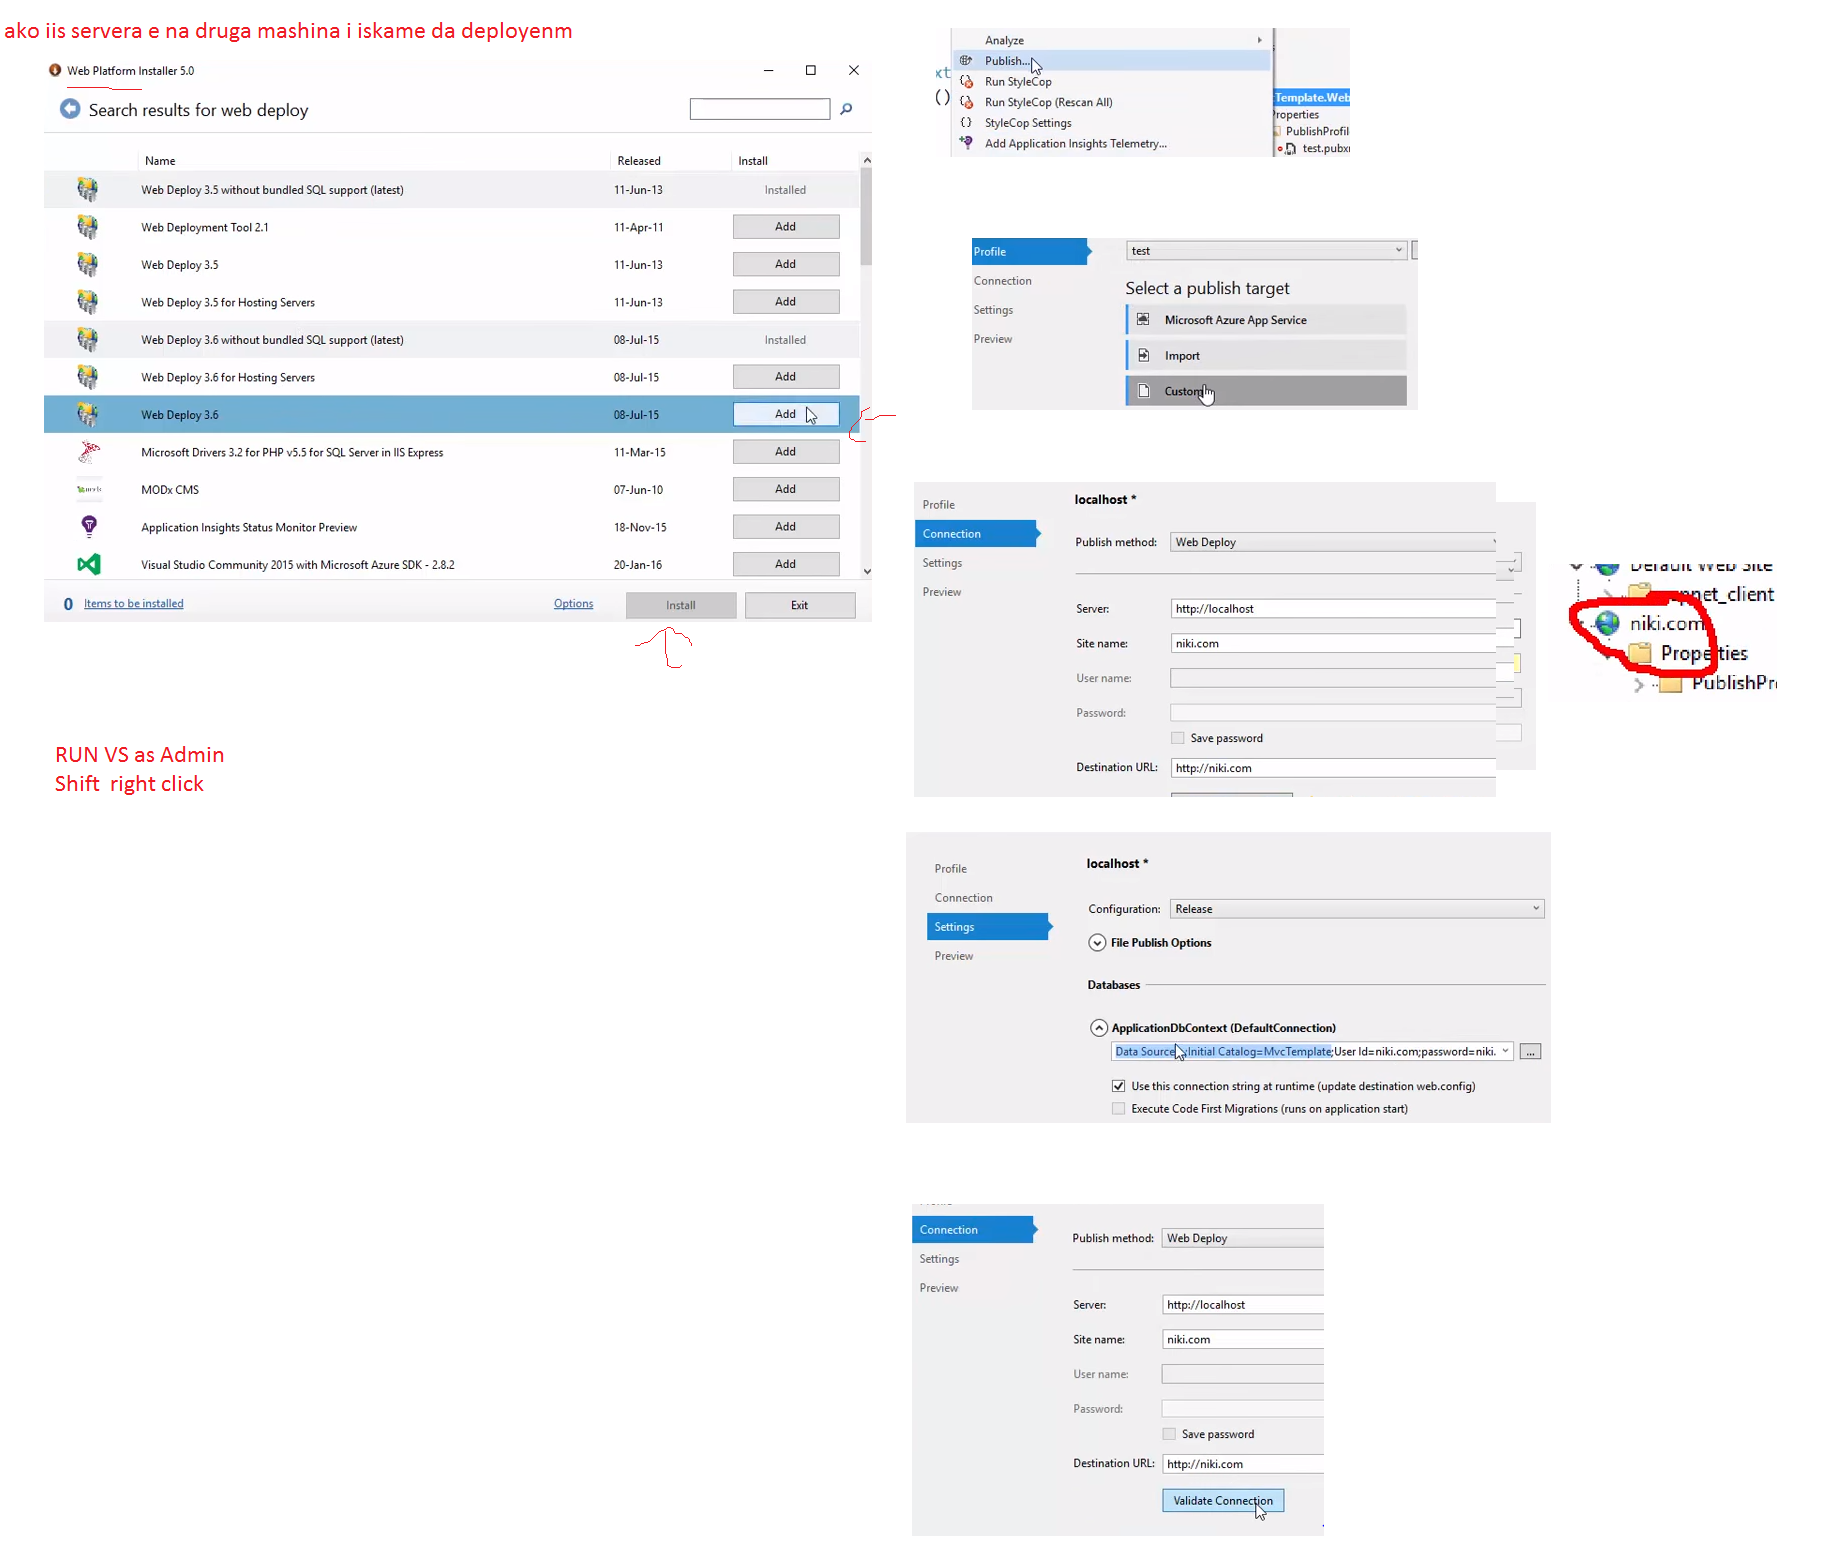 ako iis servera e na druga mashina i iskame da deployenm
Web Platform Installer 5.0
Search results for web deploy
Name Released Install
Web Deploy 3.5 without bundled SQL support (latest) 11-Jun-13 Installed
Web Deployment Tool 2.1 11-Apr-11 Add
Web Deploy 3.5 11-Jun-13 Add
Web Deploy 3.5 for Hosting Servers 11-Jun-13 Add
Web Deploy 3.6 without bundled SQL support (latest) 08-Jul-15 Installed
Web Deploy 3.6 for Hosting Servers 08-Jul-15 Add
Web Deploy 3.6 08-Jul-15 Add
Microsoft Drivers 3.2 for PHP v5.5 for SQL Server in IIS Express 11-Mar-15 Add
MODx CMS 07-Jun-10 Add
Application Insights Status Monitor Preview 18-Nov-15 Add
Visual Studio Community 2015 with Microsoft Azure SDK - 2.8.2 20-Jan-16 Add
0 Items to be installed Options Install Exit
RUN VS as Admin
Shift right click
Analyze
Publish...
Run StyleCop
Run StyleCop (Rescan All)
StyleCop Settings
Add Application Insights Telemetry...
xt
()
Template.Web
roperties
PublishProfil
test.pubx
Profile
Connection
Settings
Preview
test
Select a publish target
Microsoft Azure App Service
Import
Custom
Profile
Connection
Settings
Preview
localhost *
Publish method: Web Deploy
Server: http://localhost
Site name: niki.com
User name:
Password:
Save password
Destination URL: http://niki.com
Default Web Site
aspnet_client
niki.com
Properties
PublishPr
Profile
Connection
Settings
Preview
localhost *
Configuration: Release
File Publish Options
Databases
ApplicationDbContext (DefaultConnection)
Data Source Initial Catalog=MvcTemplate;User Id=niki.com;password=niki.
...
Use this connection string at runtime (update destination web.config)
Execute Code First Migrations (runs on application start)
Connection
Settings
Preview
Publish method: Web Deploy
Server: http://localhost
Site name: niki.com
User name:
Password:
Save password
Destination URL: http://niki.com
Validate Connection